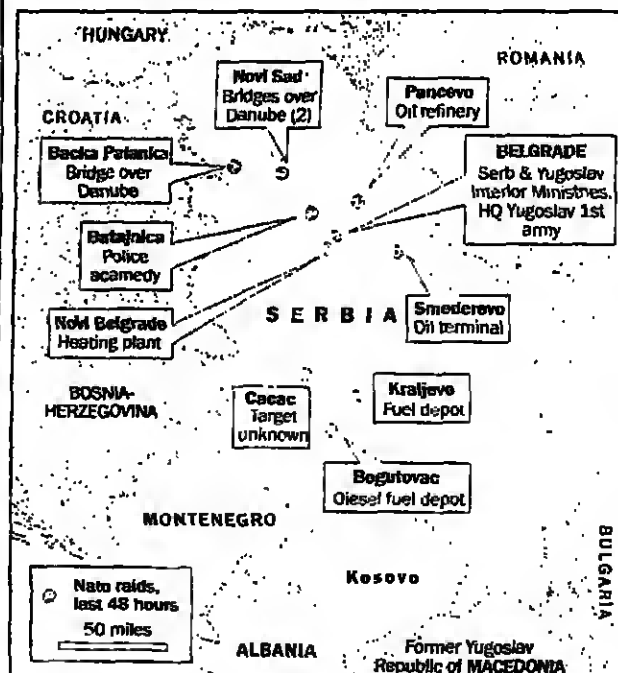 HUNGARY
ROMANIA
Novi Sad
Bridges over
Danube (2)
Pancevo
Oil refinery
CROATIA
Backa Palanka
Bridge over
Danube
BELGRADE
Serb & Yugoslav
Interior Ministries.
HQ Yugoslav 1st
army
Batajnica
Police
acamedy
SERBIA
Smederevo
Oil terminal
Novi Belgrade
Heating plant
BOSNIA-
HERZEGOVINA
Cacac
Target
unknown
Kraljevo
Fuel depot
Bogutovac
Diesel fuel depot
MONTENEGRO
BULGARIA
Kosovo
Nato raids,
last 48 hours
50 miles
ALBANIA
Former Yugoslav
Republic of MACEDONIA